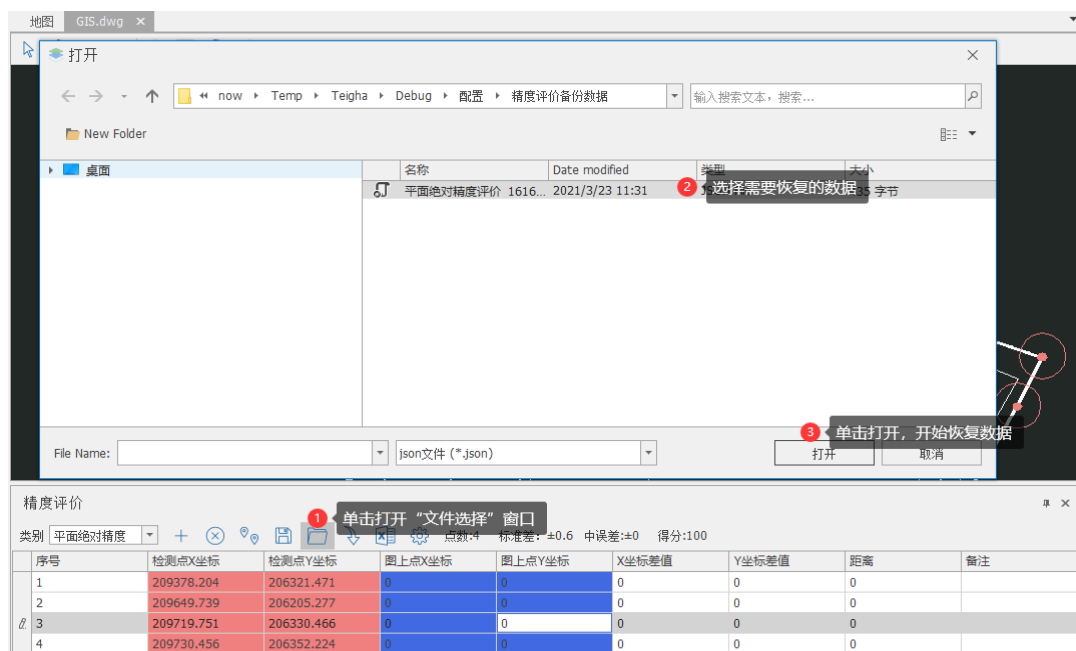 地图 GIS.dwg ×
打开
now Temp Teigha Debug 配置 精度评价备份数据 输入搜索文本，搜索...
New Folder
桌面
名称 Date modified 类型 大小
平面绝对精度评价 1616... 2021/3/23 11:31 35 字节
2 选择需要恢复的数据
3 单击打开，开始恢复数据
File Name: json文件 (*.json) 打开 取消
精度评价
1 单击打开“文件选择”窗口
类别 平面绝对精度 点数:4 标准差: ±0.6 中误差:±0 得分:100
序号 检测点X坐标 检测点Y坐标 图上点X坐标 图上点Y坐标 X坐标差值 Y坐标差值 距离 备注
1 209378.204 206321.471 0 0 0 0 0
2 209649.739 206205.277 0 0 0 0 0
3 209719.751 206330.466 0 0 0 0 0
4 209730.456 206352.224 0 0 0 0 0